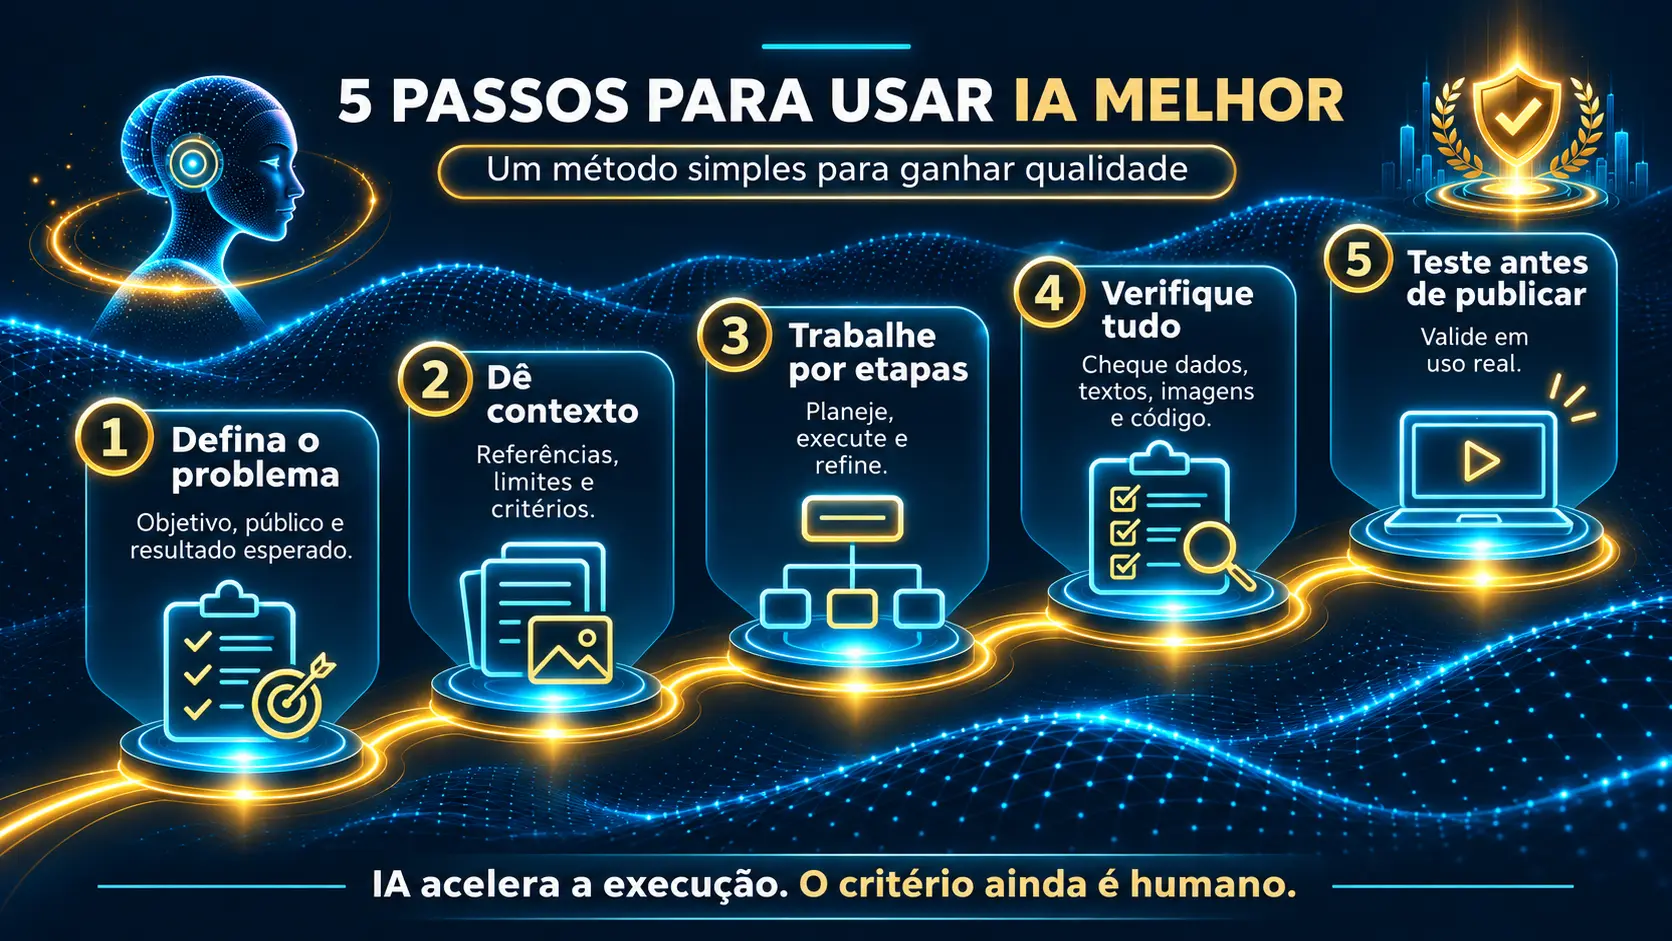 5 PASSOS PARA USAR IA MELHOR
Um método simples para ganhar qualidade
1
Defina o
problema
Objetivo, público e
resultado esperado.
2
Dê
contexto
Referências,
limites e
critérios.
3
Trabalhe
por etapas
Planeje,
execute e
refine.
4
Verifique
tudo
Cheque dados,
textos, imagens
e código.
5
Teste antes
de publicar
Valide em
uso real.
IA acelera a execução. O critério ainda é humano.